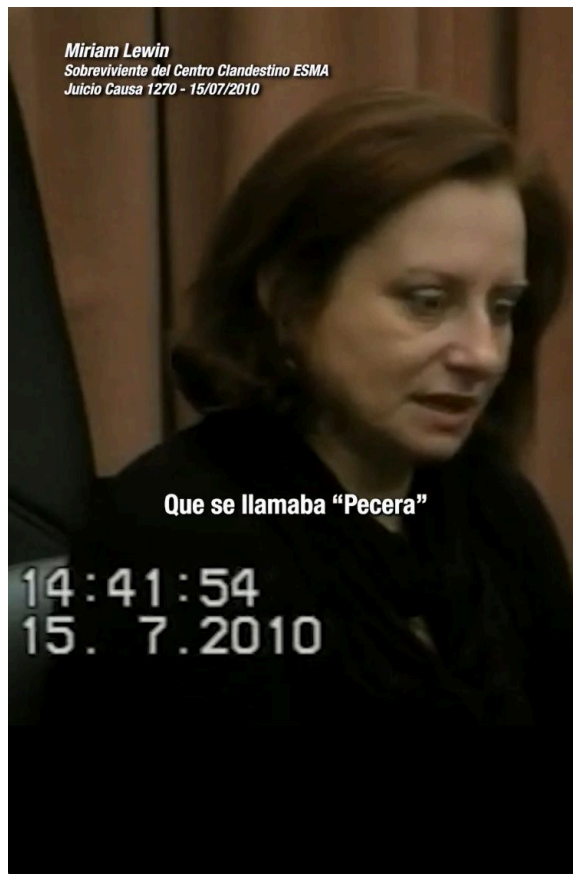 Miriam Lewin
Sobreviviente del Centro Clandestino ESMA
Juicio Causa 1270 - 15/07/2010
Que se llamaba “Pecera”
14:41:54
15. 7.2010